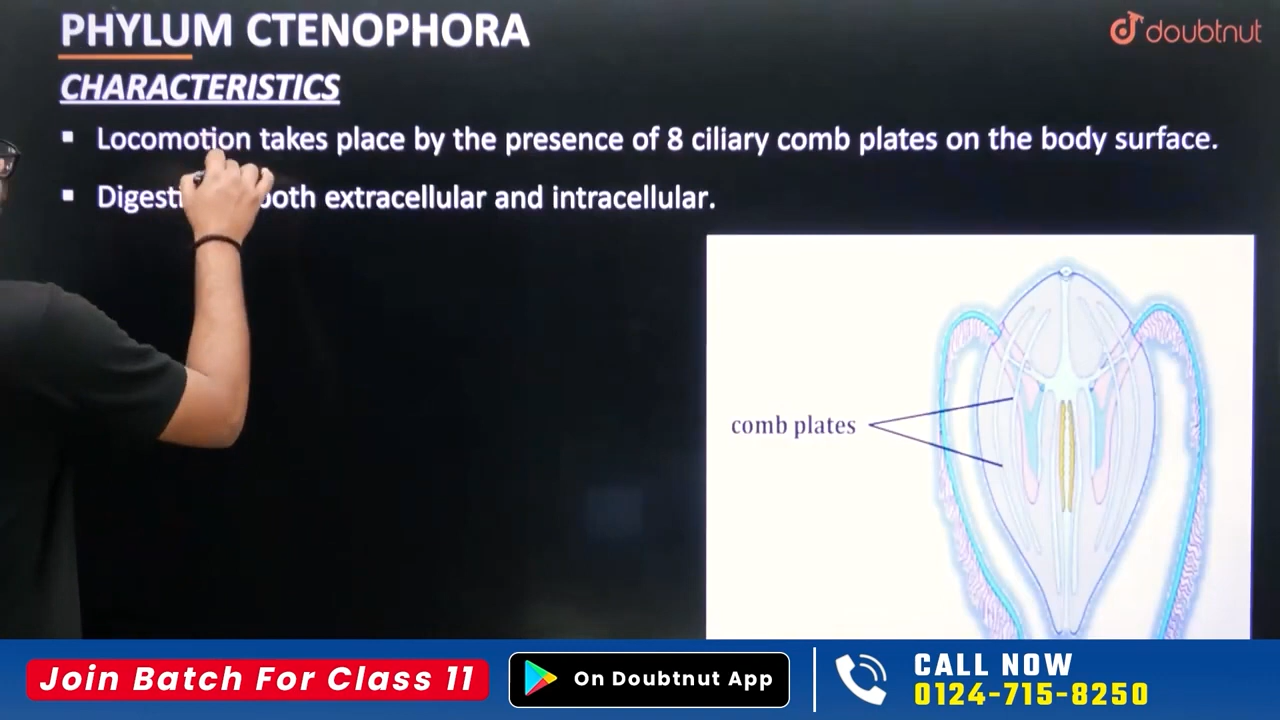 PHYLUM CTENOPHORA
doubtnut
CHARACTERISTICS
▪ Locomotion takes place by the presence of 8 ciliary comb plates on the body surface.
▪ both extracellular and intracellular.
comb plates
Join Batch For Class 11
On Doubtnut App
CALL NOW
0124-715-8250